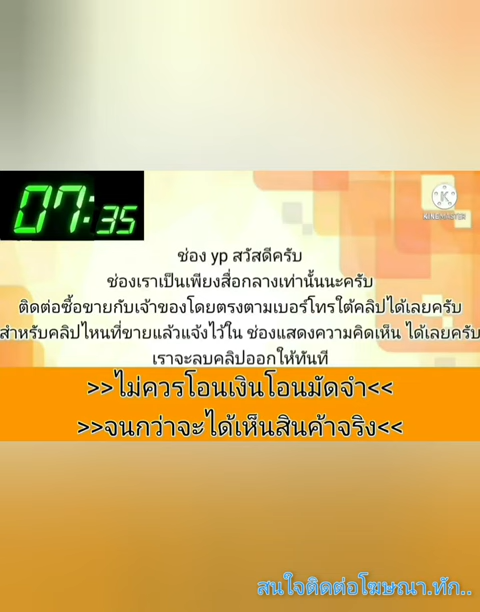 07:35
KINEMASTER
ช่อง yp สวัสดีครับ
ช่องเราเป็นเพียงสื่อกลางเท่านั้นนะครับ
ติดต่อซื้อขายกับเจ้าของโดยตรงตามเบอร์โทรใต้คลิปได้เลยครับ
สำหรับคลิปไหนที่ขายแล้วแจ้งไว้ใน ช่องแสดงความคิดเห็น ได้เลยครับ
เราจะลบคลิปออกให้ทันที
>>ไม่ควรโอนเงินโอนมัดจำ<<
>>จนกว่าจะได้เห็นสินค้าจริง<<
สนใจติดต่อโฆษณา.ทัก..